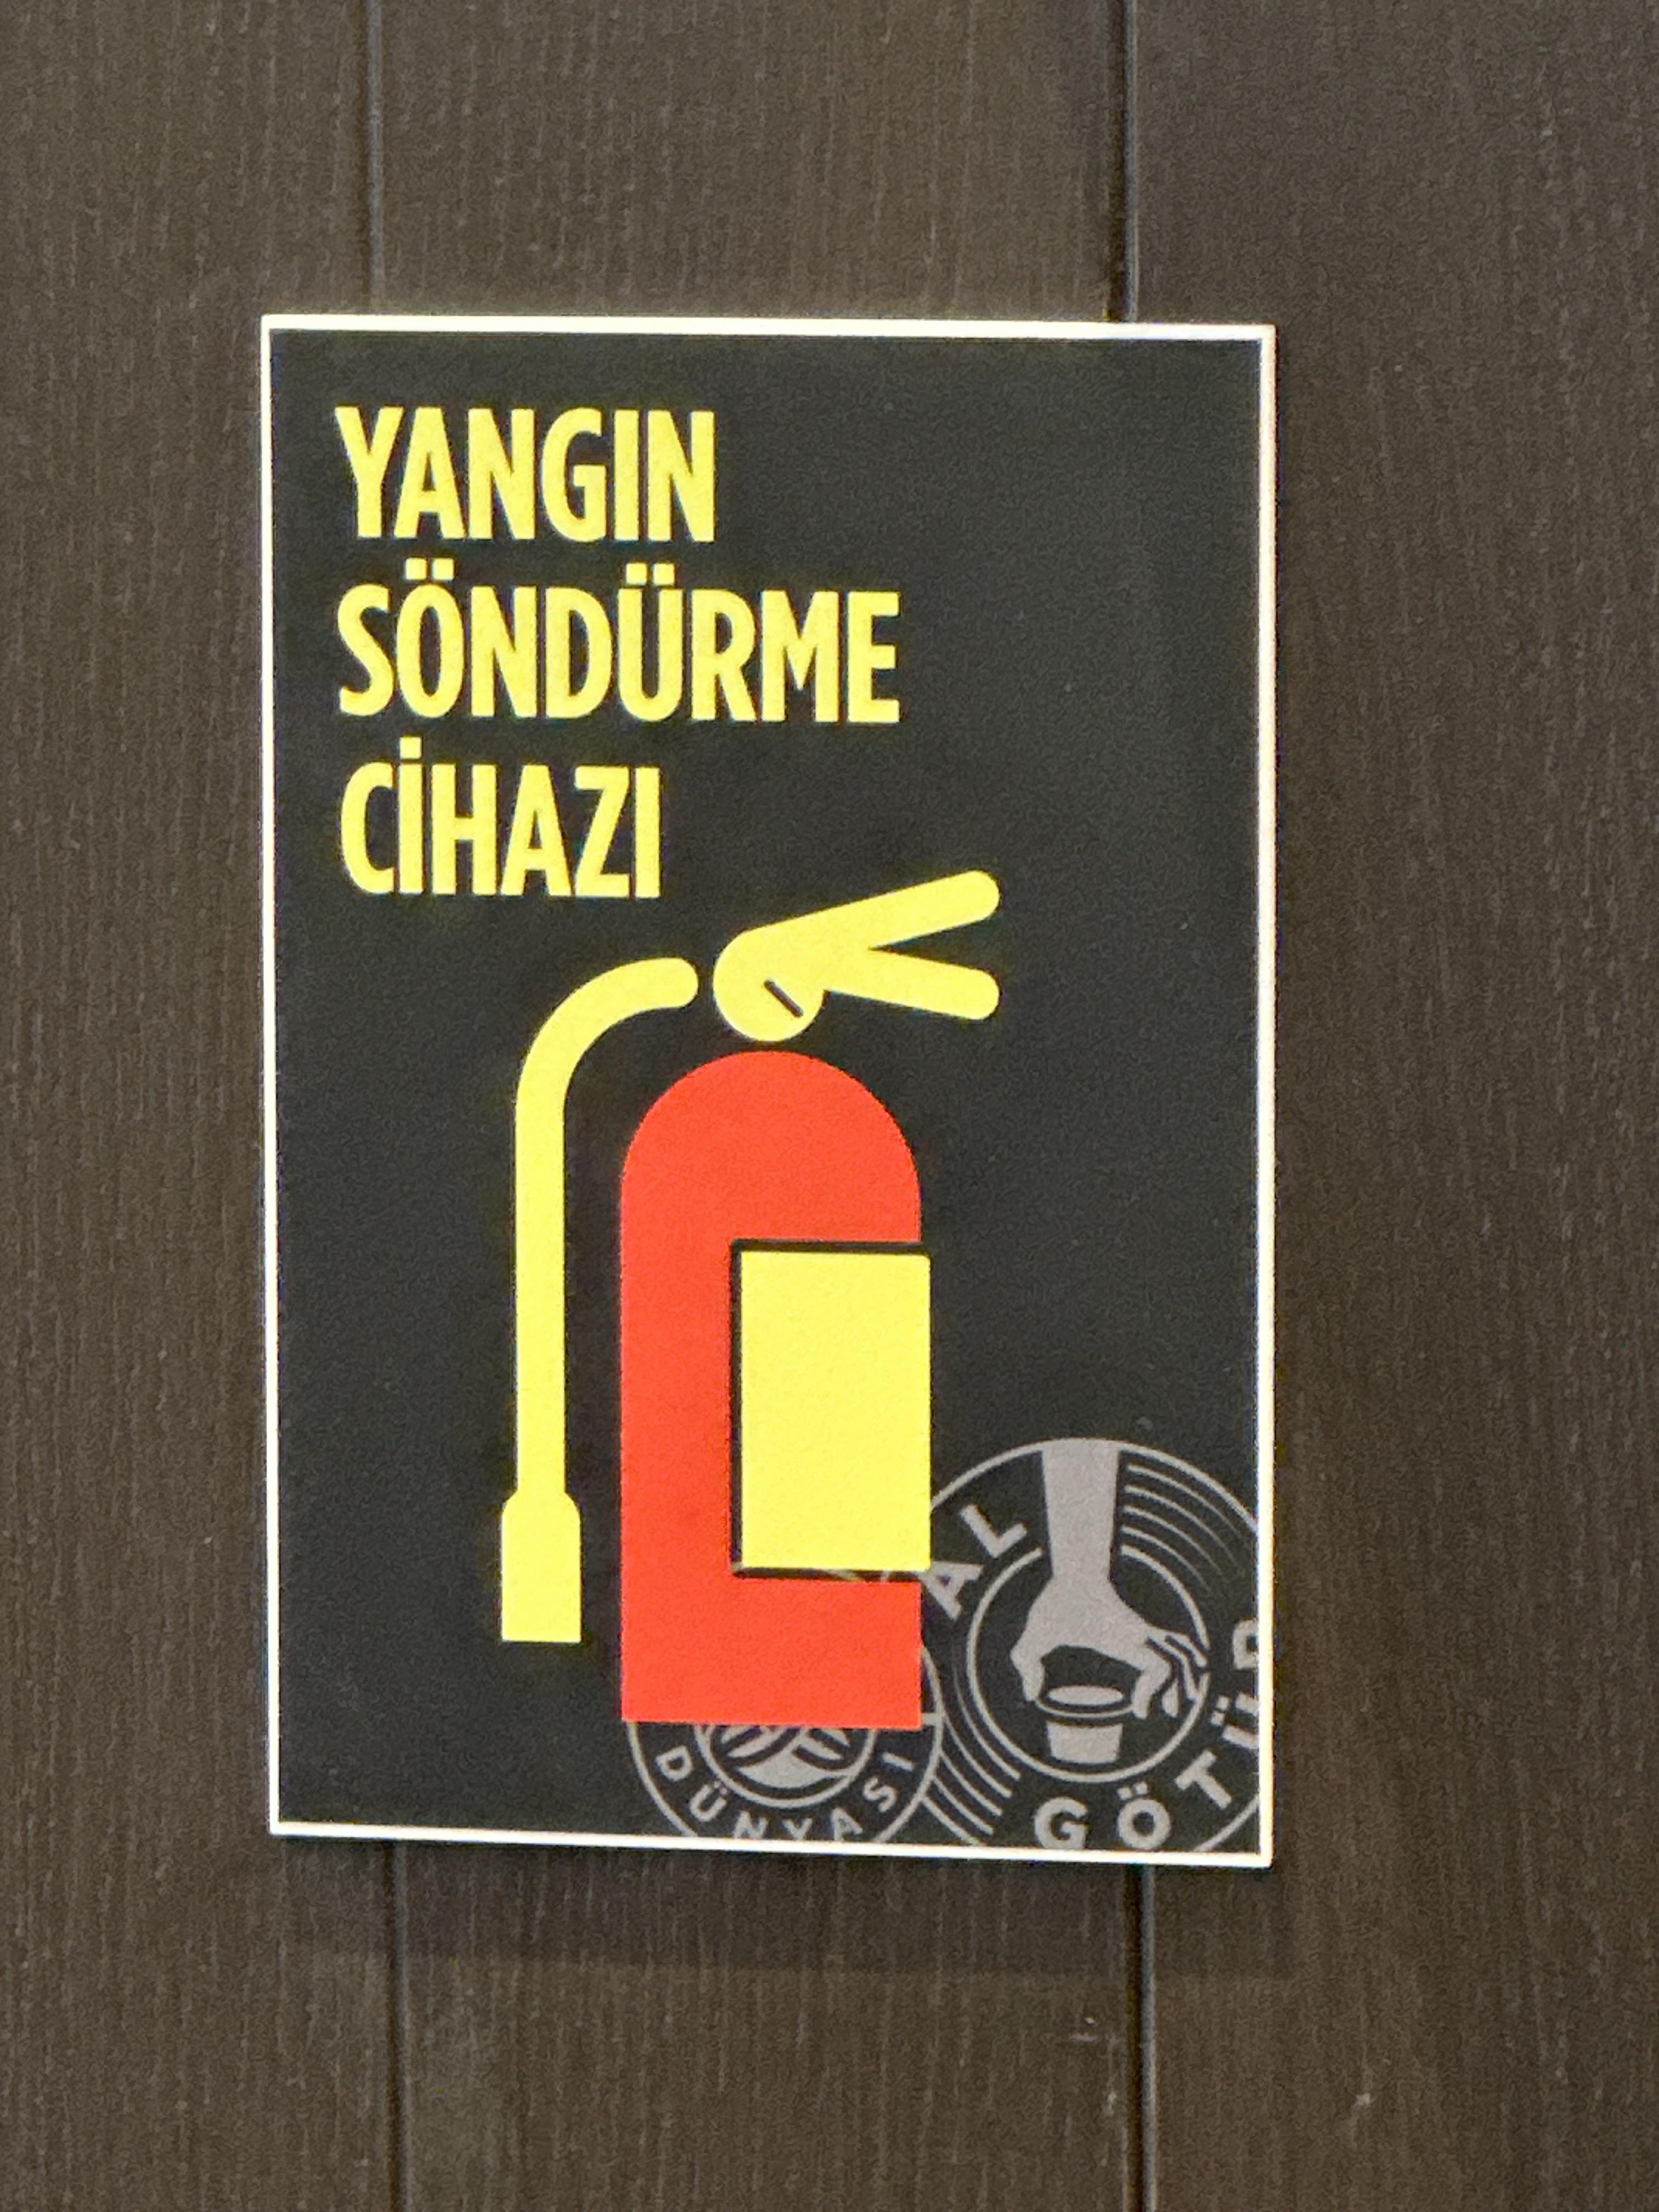 YANGIN
SÖNDÜRME
CİHAZI
AL
GÖTÜR
DÜNYASI